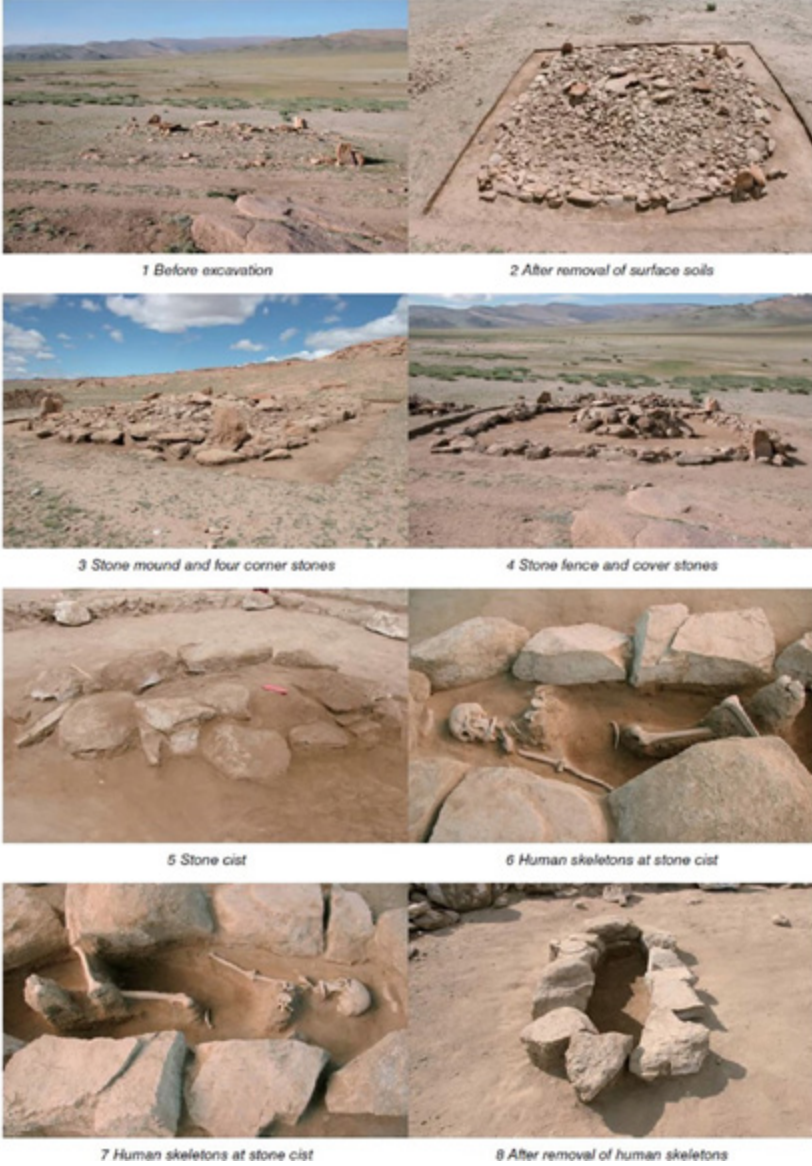 1 Before excavation
2 After removal of surface soils
3 Stone mound and four corner stones
4 Stone fence and cover stones
5 Stone cist
6 Human skeletons at stone cist
7 Human skeletons at stone cist
8 After removal of human skeletons